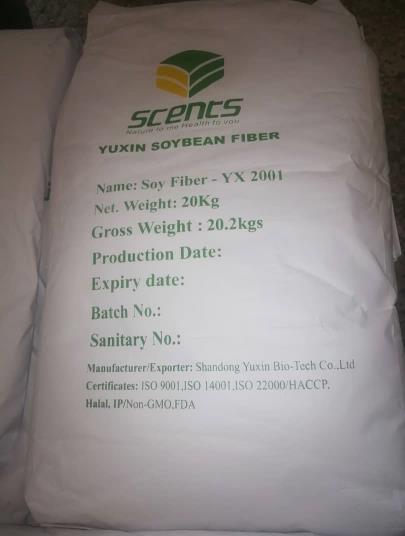 SCENTS
Nature to me Health to you
YUXIN SOYBEAN FIBER
Name: Soy Fiber - YX 2001
Net. Weight: 20Kg
Gross Weight : 20.2kgs
Production Date:
Expiry date:
Batch No.:
Sanitary No.:
Manufacturer/Exporter: Shandong Yuxin Bio-Tech Co.,Ltd
Certificates: ISO 9001,ISO 14001,ISO 22000/HACCP.
Halal, IP/Non-GMO,FDA